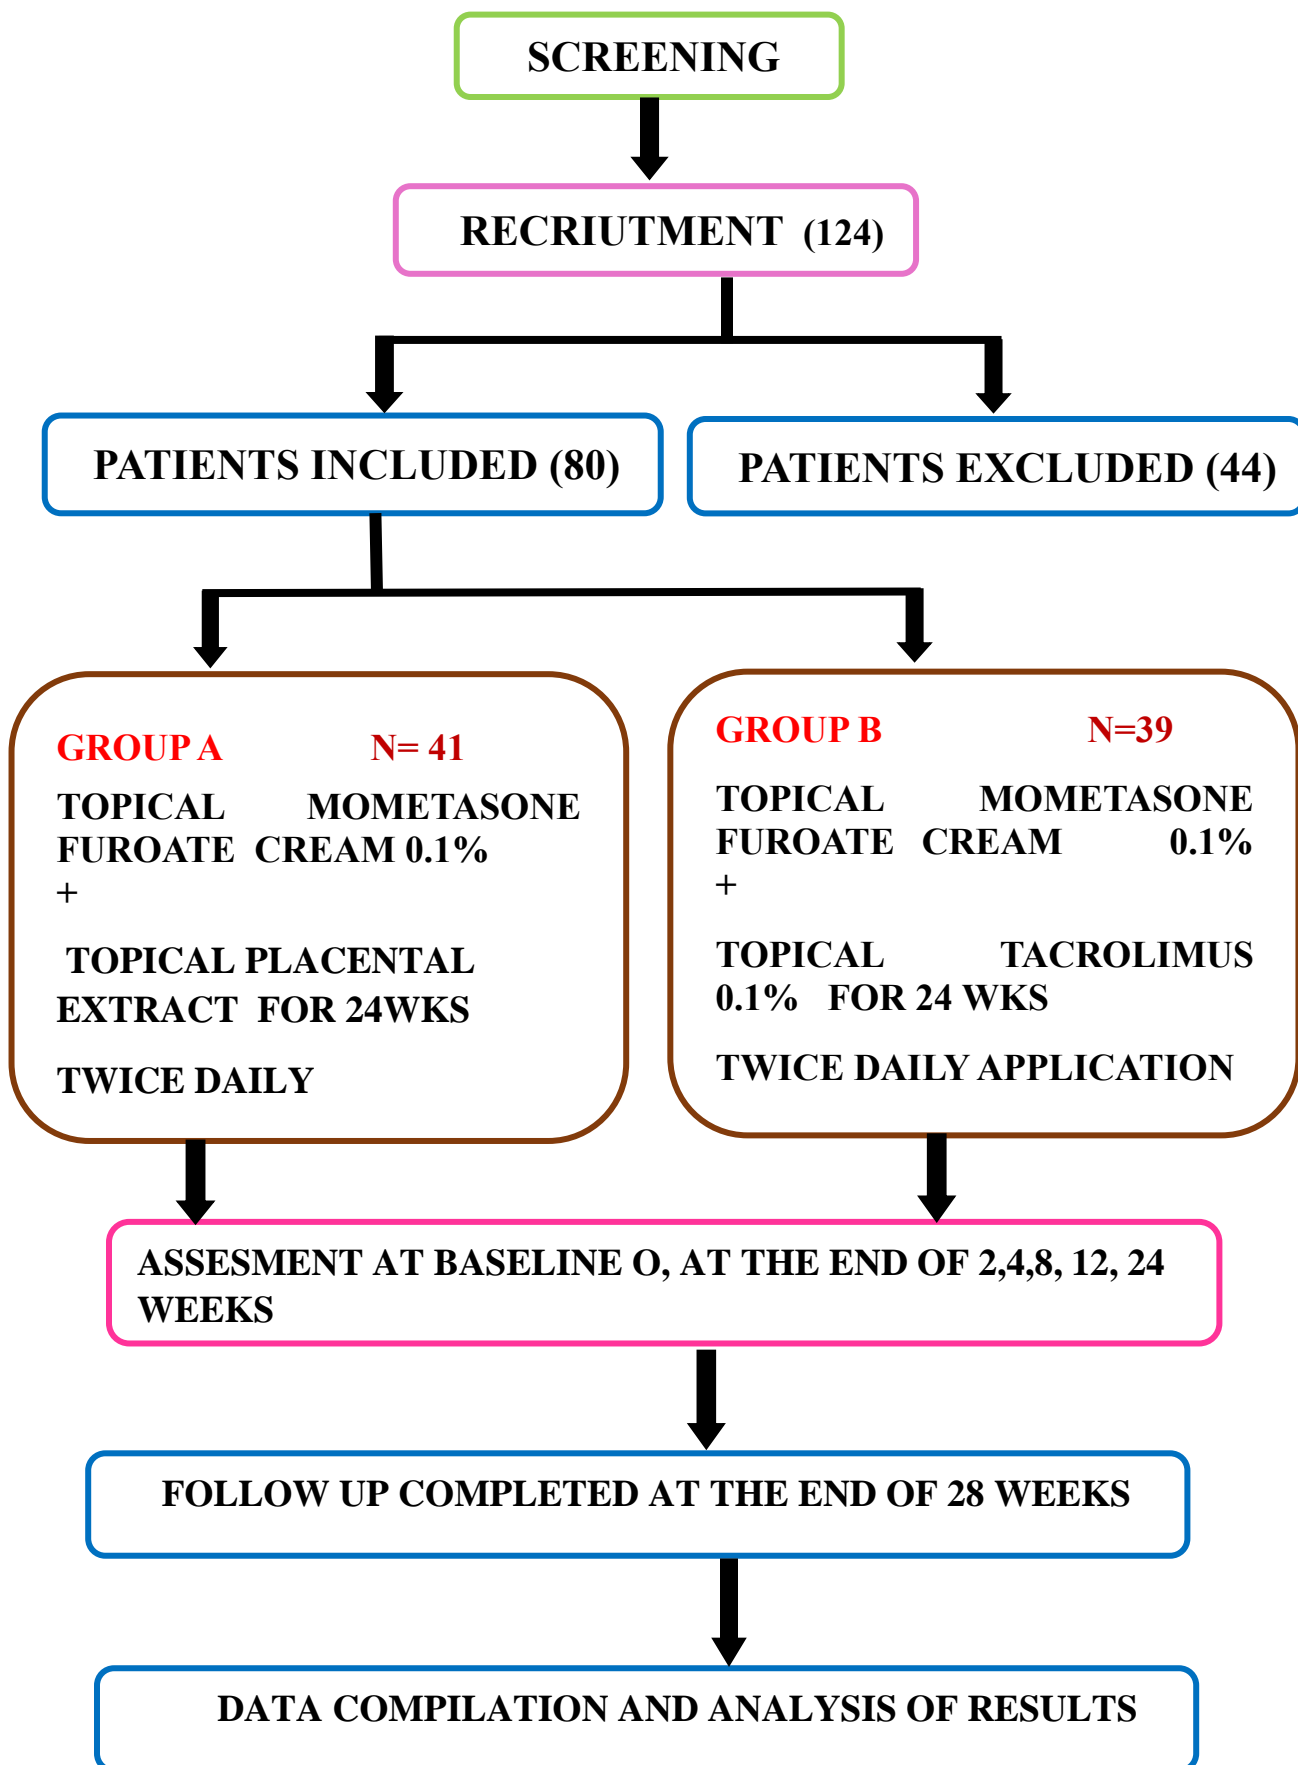 SCREENING
RECRIUTMENT (124)
PATIENTS INCLUDED (80)
PATIENTS EXCLUDED (44)
GROUP A N= 41
TOPICAL MOMETASONE
FUROATE CREAM 0.1%
+
TOPICAL PLACENTAL
EXTRACT FOR 24WKS
TWICE DAILY
GROUP B N=39
TOPICAL MOMETASONE
FUROATE CREAM 0.1%
+
TOPICAL TACROLIMUS
0.1% FOR 24 WKS
TWICE DAILY APPLICATION
ASSESMENT AT BASELINE O, AT THE END OF 2,4,8, 12, 24
WEEKS
FOLLOW UP COMPLETED AT THE END OF 28 WEEKS
DATA COMPILATION AND ANALYSIS OF RESULTS